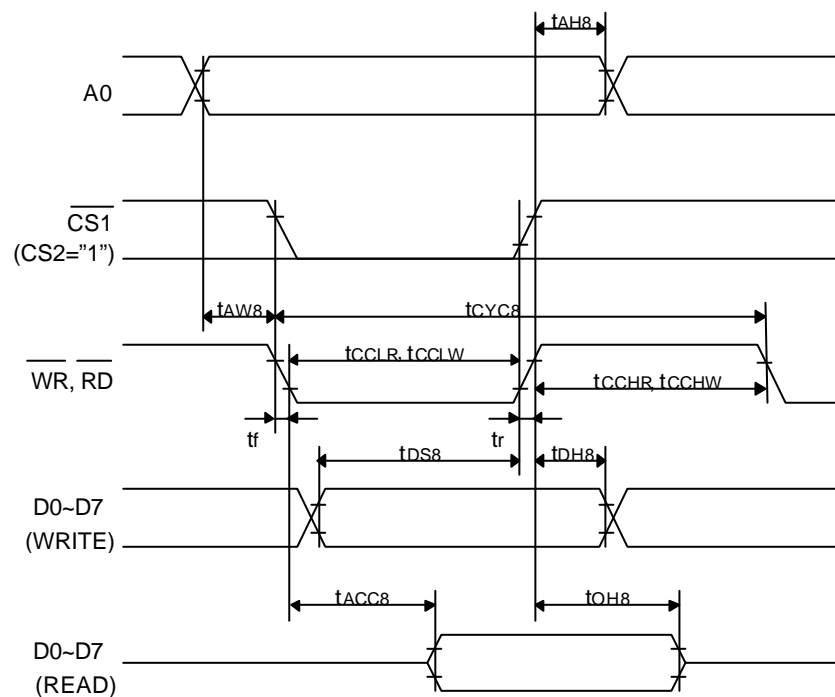 tAH8
A0
CS1
(CS2="1")
tAW8
tCYC8
WR, RD
tCCLR, tCCLW
tCCHR, tCCHW
tf
tr
tDS8
tDH8
D0~D7
(WRITE)
tACC8
tOH8
D0~D7
(READ)